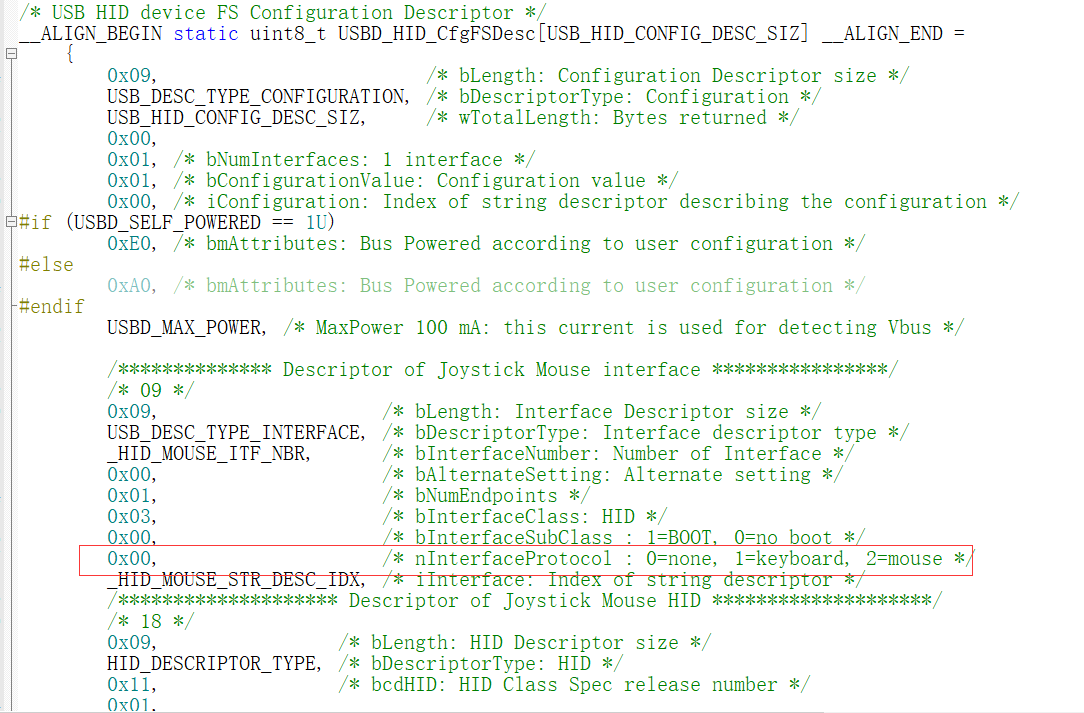 /* USB HID device FS Configuration Descriptor */
__ALIGN_BEGIN static uint8_t USBD_HID_CfgFSDesc[USB_HID_CONFIG_DESC_SIZ] __ALIGN_END =
{
0x09, /* bLength: Configuration Descriptor size */
USB_DESC_TYPE_CONFIGURATION, /* bDescriptorType: Configuration */
USB_HID_CONFIG_DESC_SIZ, /* wTotalLength: Bytes returned */
0x00,
0x01, /* bNumInterfaces: 1 interface */
0x01, /* bConfigurationValue: Configuration value */
0x00, /* iConfiguration: Index of string descriptor describing the configuration */
#if (USBD_SELF_POWERED == 1U)
0xE0, /* bmAttributes: Bus Powered according to user configuration */
#else
0xA0, /* bmAttributes: Bus Powered according to user configuration */
#endif
USBD_MAX_POWER, /* MaxPower 100 mA: this current is used for detecting Vbus */
/************** Descriptor of Joystick Mouse interface ****************/
/* 09 */
0x09, /* bLength: Interface Descriptor size */
USB_DESC_TYPE_INTERFACE, /* bDescriptorType: Interface descriptor type */
_HID_MOUSE_ITF_NBR, /* bInterfaceNumber: Number of Interface */
0x00, /* bAlternateSetting: Alternate setting */
0x01, /* bNumEndpoints */
0x03, /* bInterfaceClass: HID */
0x00, /* bInterfaceSubClass : 1=BOOT, 0=no boot */
0x00, /* nInterfaceProtocol : 0=none, 1=keyboard, 2=mouse */
_HID_MOUSE_STR_DESC_IDX, /* iInterface: Index of string descriptor */
/******************** Descriptor of Joystick Mouse HID ********************/
/* 18 */
0x09, /* bLength: HID Descriptor size */
HID_DESCRIPTOR_TYPE, /* bDescriptorType: HID */
0x11, /* bcdHID: HID Class Spec release number */
0x01,